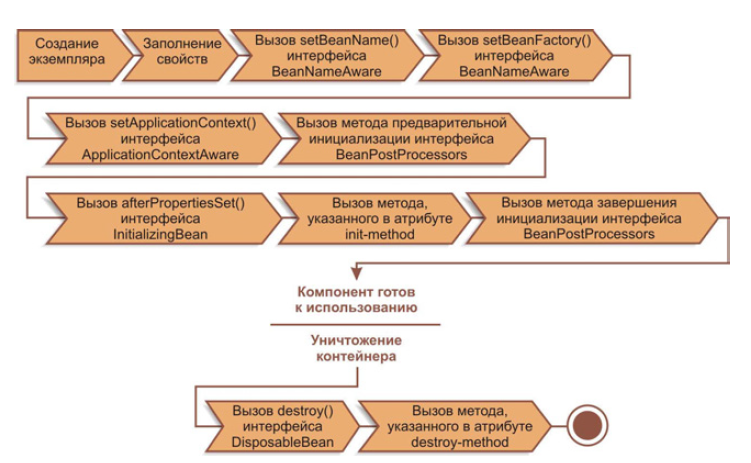 Создание
экземпляра
Заполнение
свойств
Вызов setBeanName()
интерфейса
BeanNameAware
Вызов setBeanFactory()
интерфейса
BeanNameAware
Вызов setApplicationContext()
интерфейса
ApplicationContextAware
Вызов метода предварительной
инициализации интерфейса
BeanPostProcessors
Вызов afterPropertiesSet()
интерфейса
InitializingBean
Вызов метода,
указанного в атрибуте
init-method
Вызов метода завершения
инициализации интерфейса
BeanPostProcessors
Компонент готов
к использованию
Уничтожение
контейнера
Вызов destroy()
интерфейса
DisposableBean
Вызов метода,
указанного в атрибуте
destroy-method